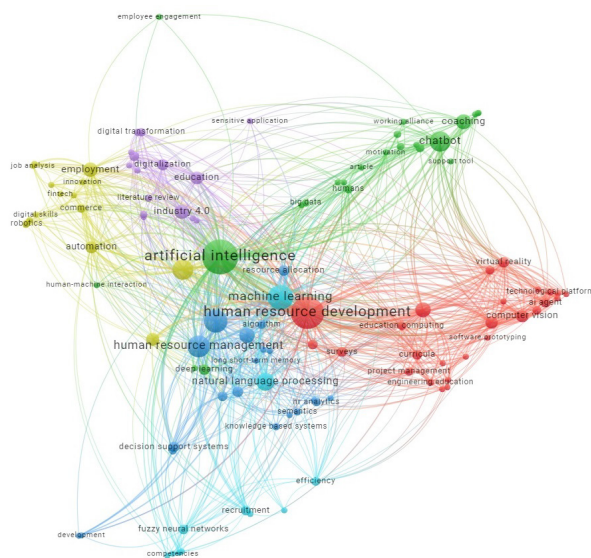 employee engagement
sensitive application
working alliance
coaching
digital transformation
chatbot
motivation
support tool
job analysis
employment
digitalization
article
innovation
education
humans
fintech
literature review
big data
digital skills
commerce
industry 4.0
robotics
automation
artificial intelligence
virtual reality
resource allocation
technological platform
human-machine interaction
machine learning
ai agent
human resource development
computer vision
algorithm
education computing
software prototyping
human resource management
surveys
long short-term memory
curricula
deep learning
project management
natural language processing
engineering education
hr analytics
semantics
knowledge based systems
decision support systems
efficiency
recruitment
fuzzy neural networks
development
competencies